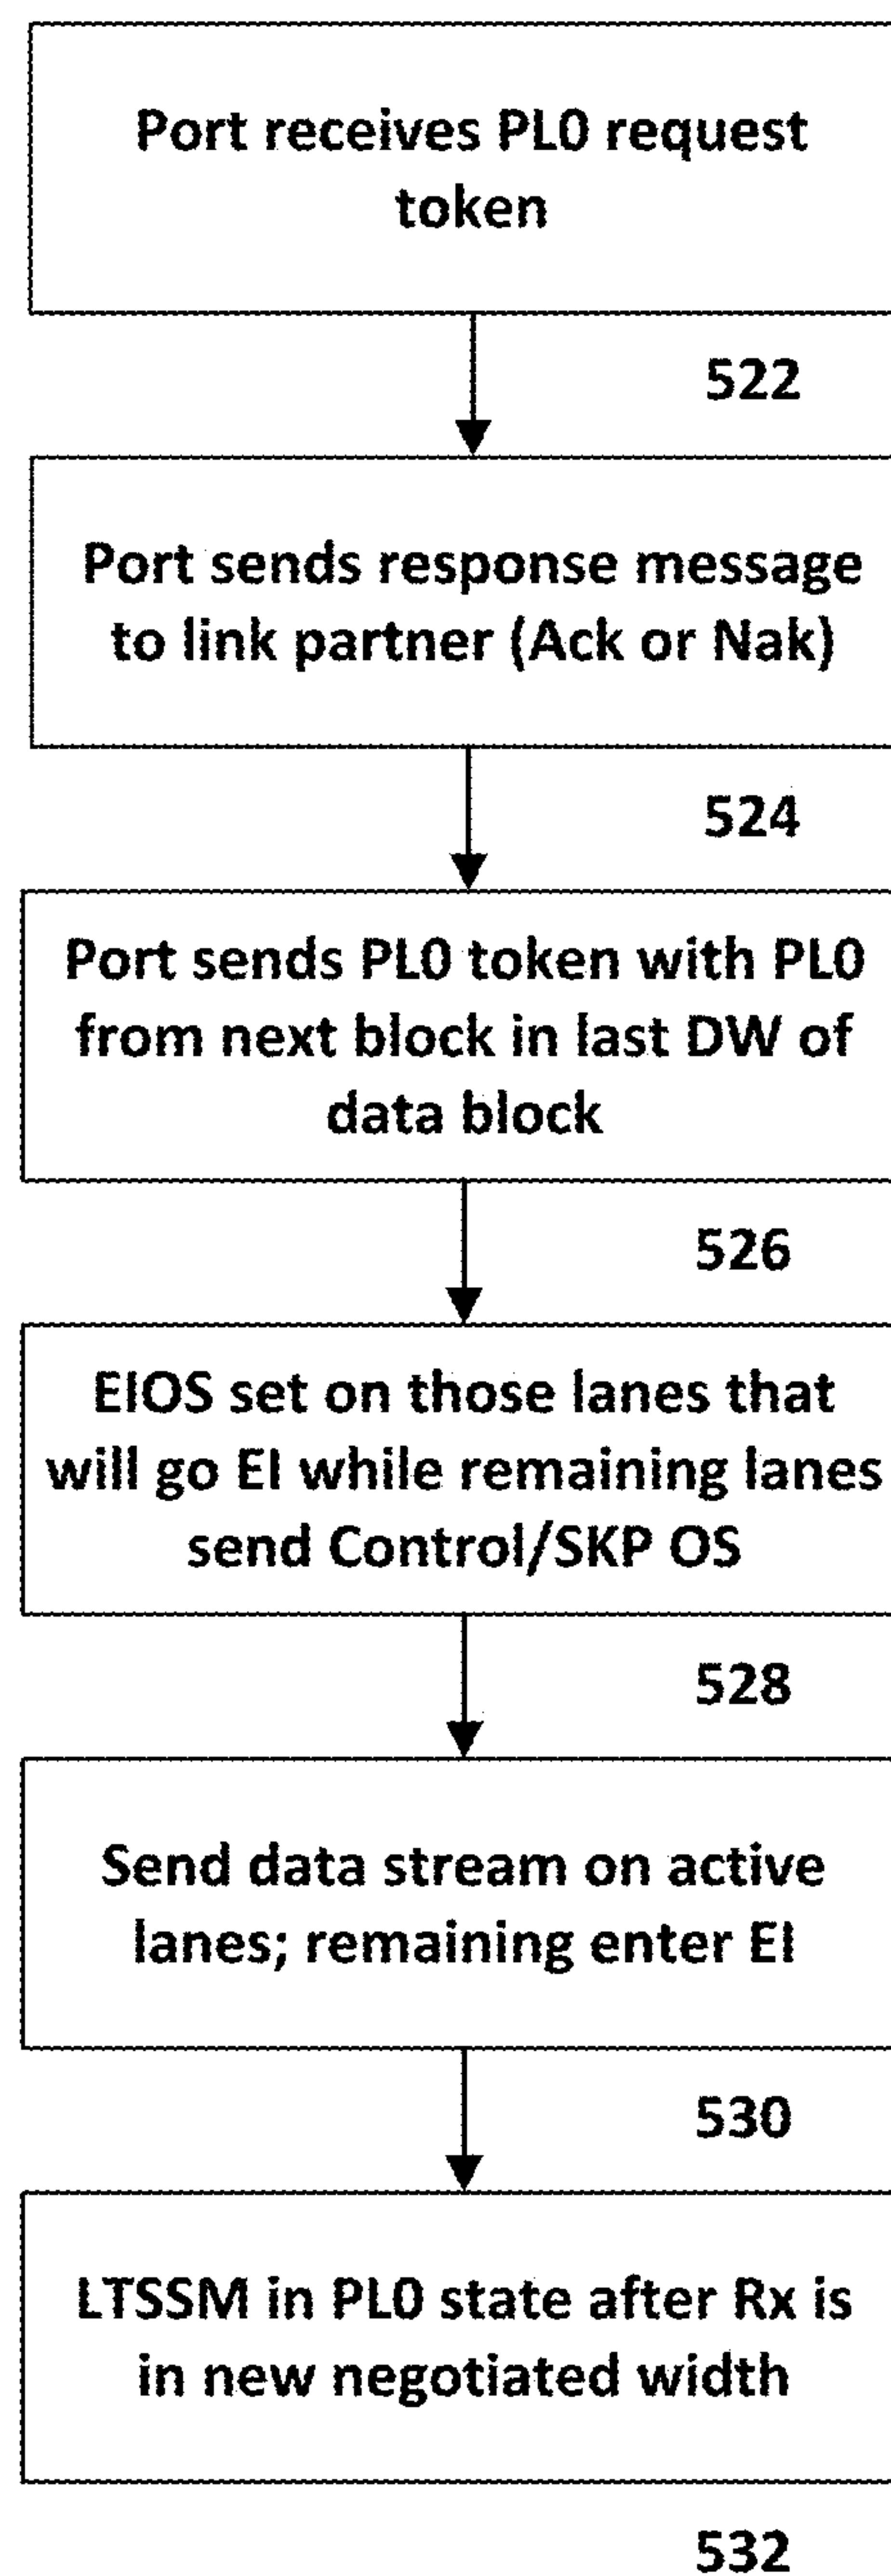 Port receives PL0 request
token
522
Port sends response message
to link partner (Ack or Nak)
524
Port sends PL0 token with PL0
from next block in last DW of
data block
526
EIOS set on those lanes that
will go EI while remaining lanes
send Control/SKP OS
528
Send data stream on active
lanes; remaining enter EI
530
LTSSM in PL0 state after Rx is
in new negotiated width
532